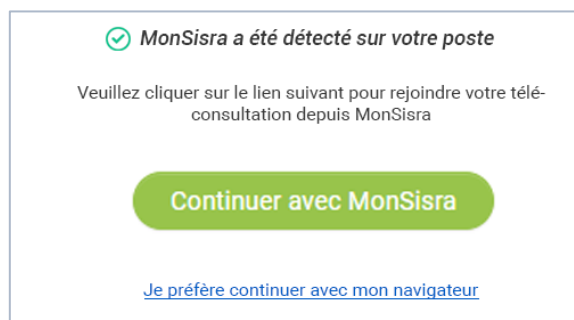 MonSisra a été détecté sur votre poste
Veuillez cliquer sur le lien suivant pour rejoindre votre télé-
consultation depuis MonSisra
Continuer avec MonSisra
Je préfère continuer avec mon navigateur